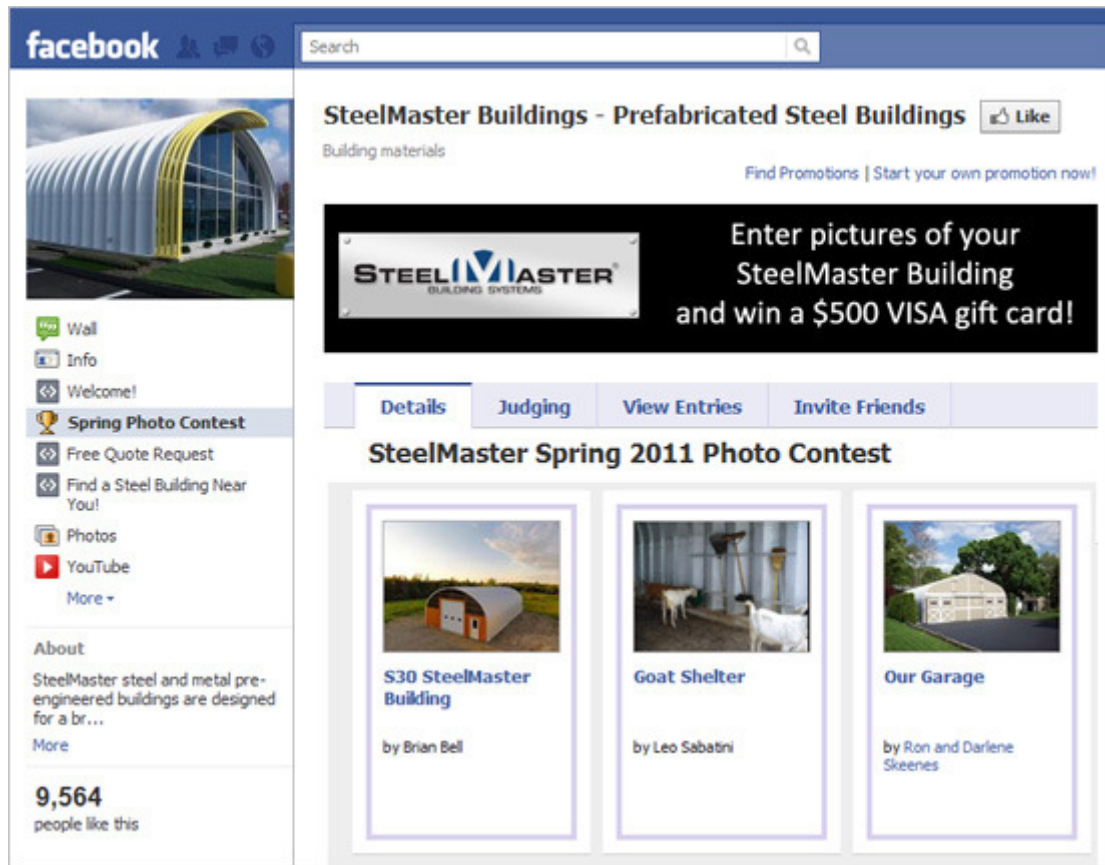 facebook
Search
SteelMaster Buildings - Prefabricated Steel Buildings
Like
Building materials
Find Promotions | Start your own promotion now!
STEELMASTER®
BUILDING SYSTEMS
Enter pictures of your
SteelMaster Building
and win a $500 VISA gift card!
Wall
Info
Welcome!
Spring Photo Contest
Free Quote Request
Find a Steel Building Near
You!
Photos
YouTube
More
About
SteelMaster steel and metal pre-
engineered buildings are designed
for a br...
More
9,564
people like this
Details
Judging
View Entries
Invite Friends
SteelMaster Spring 2011 Photo Contest
S30 SteelMaster
Building
by Brian Bell
Goat Shelter
by Leo Sabatini
Our Garage
by Ron and Darlene
Skeenes